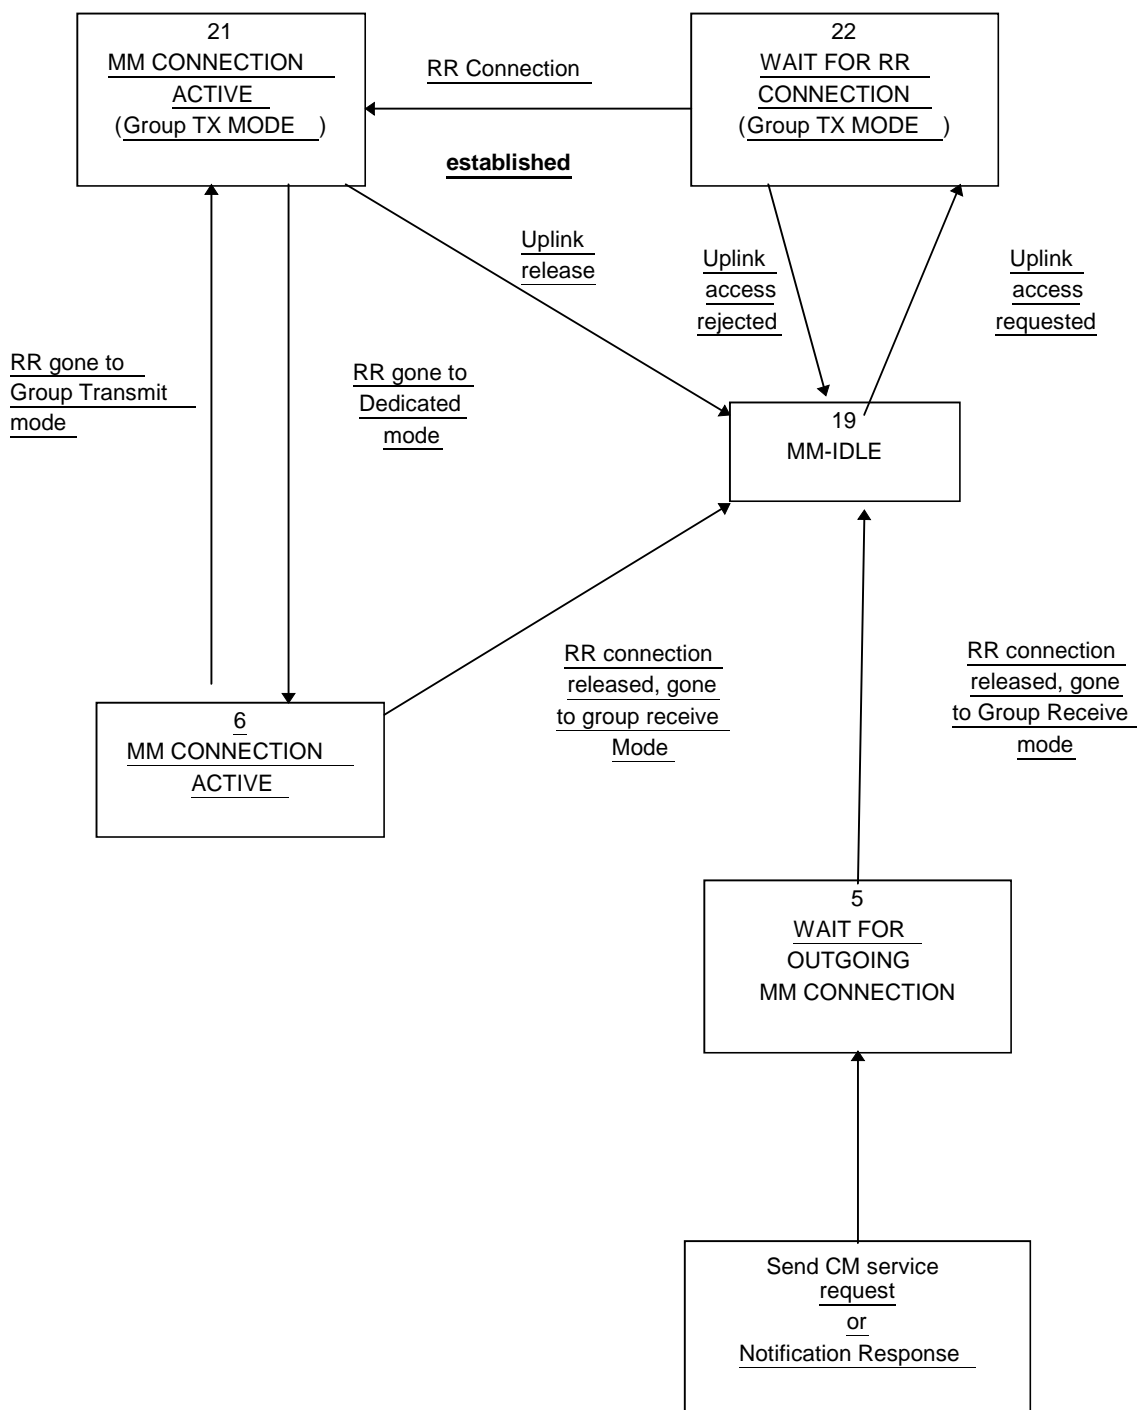 21
MM CONNECTION
ACTIVE
(Group TX MODE )
RR Connection
established
22
WAIT FOR RR
CONNECTION
(Group TX MODE )
Uplink
release
Uplink
access
rejected
Uplink
access
requested
RR gone to
Group Transmit
mode
RR gone to
Dedicated
mode
19
MM-IDLE
RR connection
released, gone
to group receive
Mode
RR connection
released, gone
to Group Receive
mode
6
MM CONNECTION
ACTIVE
5
WAIT FOR
OUTGOING
MM CONNECTION
Send CM service
request
or
Notification Response